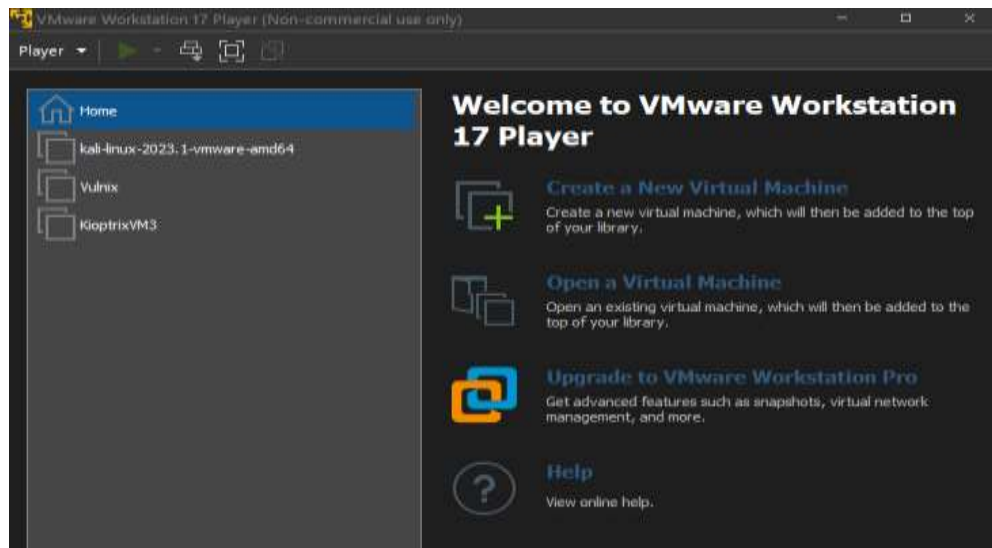 VMware Workstation 17 Player (Non-commercial use only)
Player
Home
kali-linux-2023.1-vmware-amd64
Vulnix
KioptrixVM3
Welcome to VMware Workstation
17 Player
Create a New Virtual Machine
Create a new virtual machine, which will then be added to the top
of your library.
Open a Virtual Machine
Open an existing virtual machine, which will then be added to the
top of your library.
Upgrade to VMware Workstation Pro
Get advanced features such as snapshots, virtual network
management, and more.
Help
View online help.